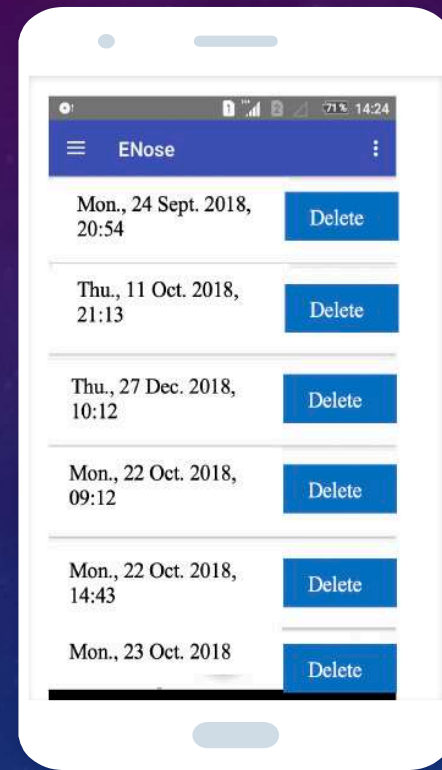 1 2 71% 14:24
ENose
Mon., 24 Sept. 2018,
20:54
Delete
Thu., 11 Oct. 2018,
21:13
Delete
Thu., 27 Dec. 2018,
10:12
Delete
Mon., 22 Oct. 2018,
09:12
Delete
Mon., 22 Oct. 2018,
14:43
Delete
Mon., 23 Oct. 2018
Delete